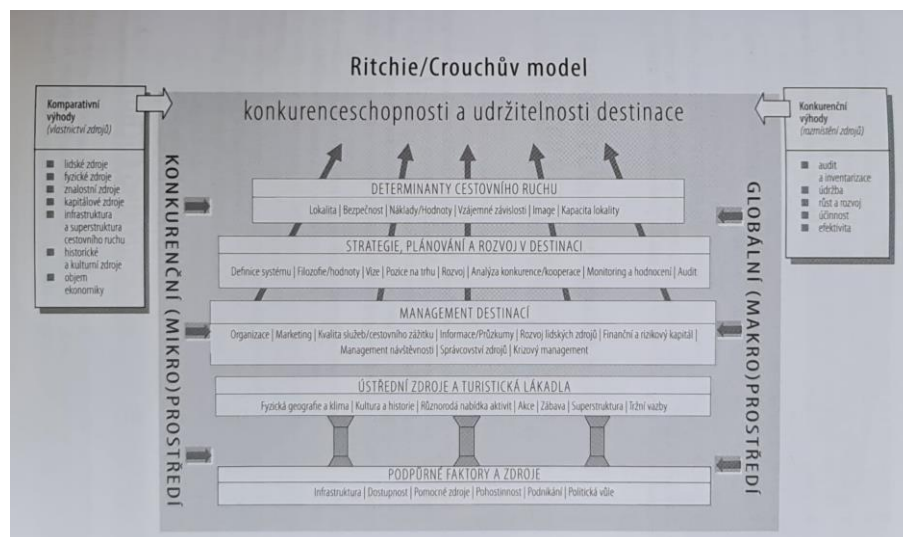 Ritchie/Crouchův model
konkurenceschopnosti a udržitelnosti destinace
Komparativní
výhody
(vlastnictví zdrojů)
lidské zdroje
fyzické zdroje
znalostní zdroje
kapitálové zdroje
infrastruktura
a superstruktura
cestovního ruchu
historické
a kulturní zdroje
objem
ekonomiky
KONKURENČNÍ (MIKRO)PROSTŘEDÍ
DETERMINANTY CESTOVNÍHO RUCHU
Lokalita | Bezpečnost | Náklady/Hodnoty | Vzájemné závislosti | Image | Kapacita lokality
STRATEGIE, PLÁNOVÁNÍ A ROZVOJ V DESTINACI
Definice systému | Filozofie/hodnoty | Vize | Pozice na trhu | Rozvoj | Analýza konkurence/kooperace | Monitoring a hodnocení | Audit
MANAGEMENT DESTINACÍ
Organizace | Marketing | Kvalita služeb/cestovního zážitku | Informace/Průzkumy | Rozvoj lidských zdrojů | Finanční a rizikový kapitál |
Management návštěvnosti | Správcovství zdrojů | Krizový management
ÚSTŘEDNÍ ZDROJE A TURISTICKÁ LÁKADLA
Fyzická geografie a klima | Kultura a historie | Různorodá nabídka aktivit | Akce | Zábava | Superstruktura | Tržní vazby
PODPŮRNÉ FAKTORY A ZDROJE
Infrastruktura | Dostupnost | Pomocné zdroje | Pohostinnost | Podnikání | Politická vůle
GLOBÁLNÍ (MAKRO)PROSTŘEDÍ
Konkurenční
výhody
(rozmístění zdrojů)
audit
a inventarizace
údržba
růst a rozvoj
účinnost
efektivita